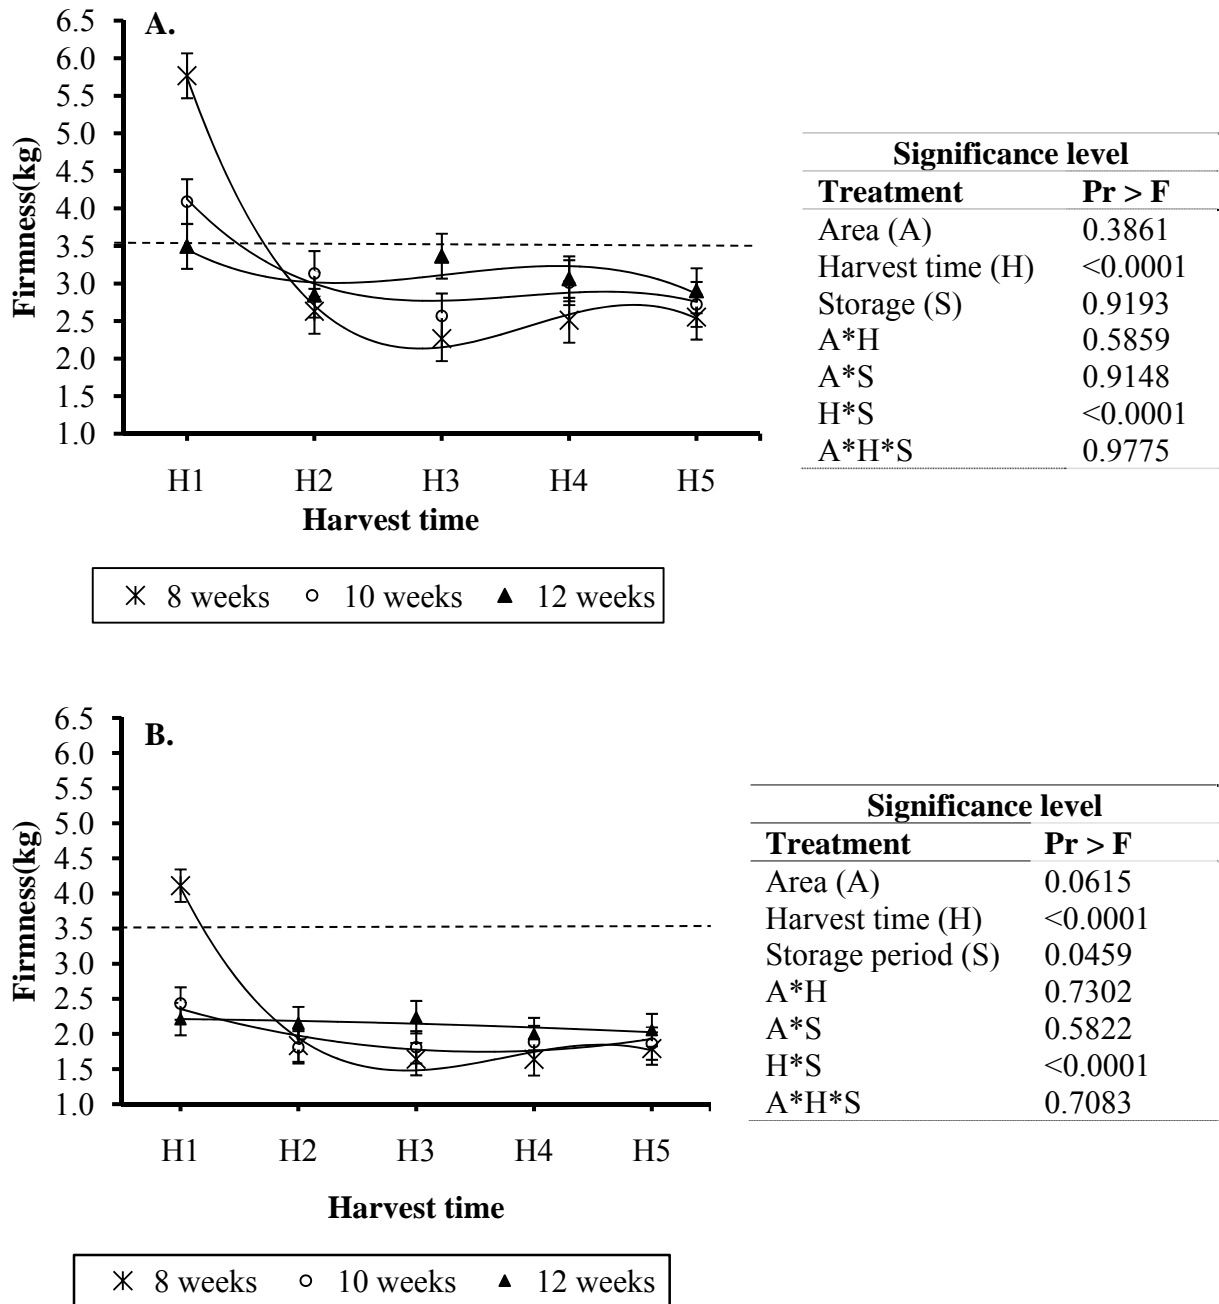 A.
Firmness(kg)
6.5
6.0
5.5
5.0
4.5
4.0
3.5
3.0
2.5
2.0
1.5
1.0
H1 H2 H3 H4 H5
Harvest time
8 weeks 10 weeks 12 weeks
Significance level
Treatment Pr > F
Area (A) 0.3861
Harvest time (H) <0.0001
Storage (S) 0.9193
A*H 0.5859
A*S 0.9148
H*S <0.0001
A*H*S 0.9775
B.
Firmness(kg)
6.5
6.0
5.5
5.0
4.5
4.0
3.5
3.0
2.5
2.0
1.5
1.0
H1 H2 H3 H4 H5
Harvest time
8 weeks 10 weeks 12 weeks
Significance level
Treatment Pr > F
Area (A) 0.0615
Harvest time (H) <0.0001
Storage period (S) 0.0459
A*H 0.7302
A*S 0.5822
H*S <0.0001
A*H*S 0.7083